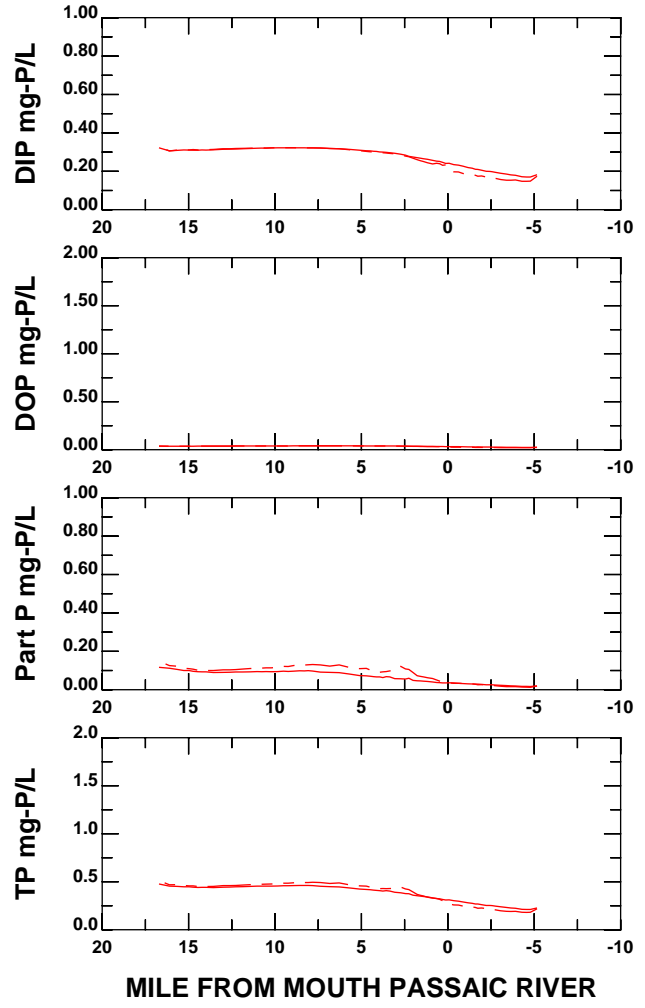 DIP mg-P/L
1.00
0.80
0.60
0.40
0.20
0.00
20 15 10 5 0 -5 -10
DOP mg-P/L
2.00
1.50
1.00
0.50
0.00
20 15 10 5 0 -5 -10
Part P mg-P/L
1.00
0.80
0.60
0.40
0.20
0.00
20 15 10 5 0 -5 -10
TP mg-P/L
2.0
1.5
1.0
0.5
0.0
20 15 10 5 0 -5 -10
MILE FROM MOUTH PASSAIC RIVER